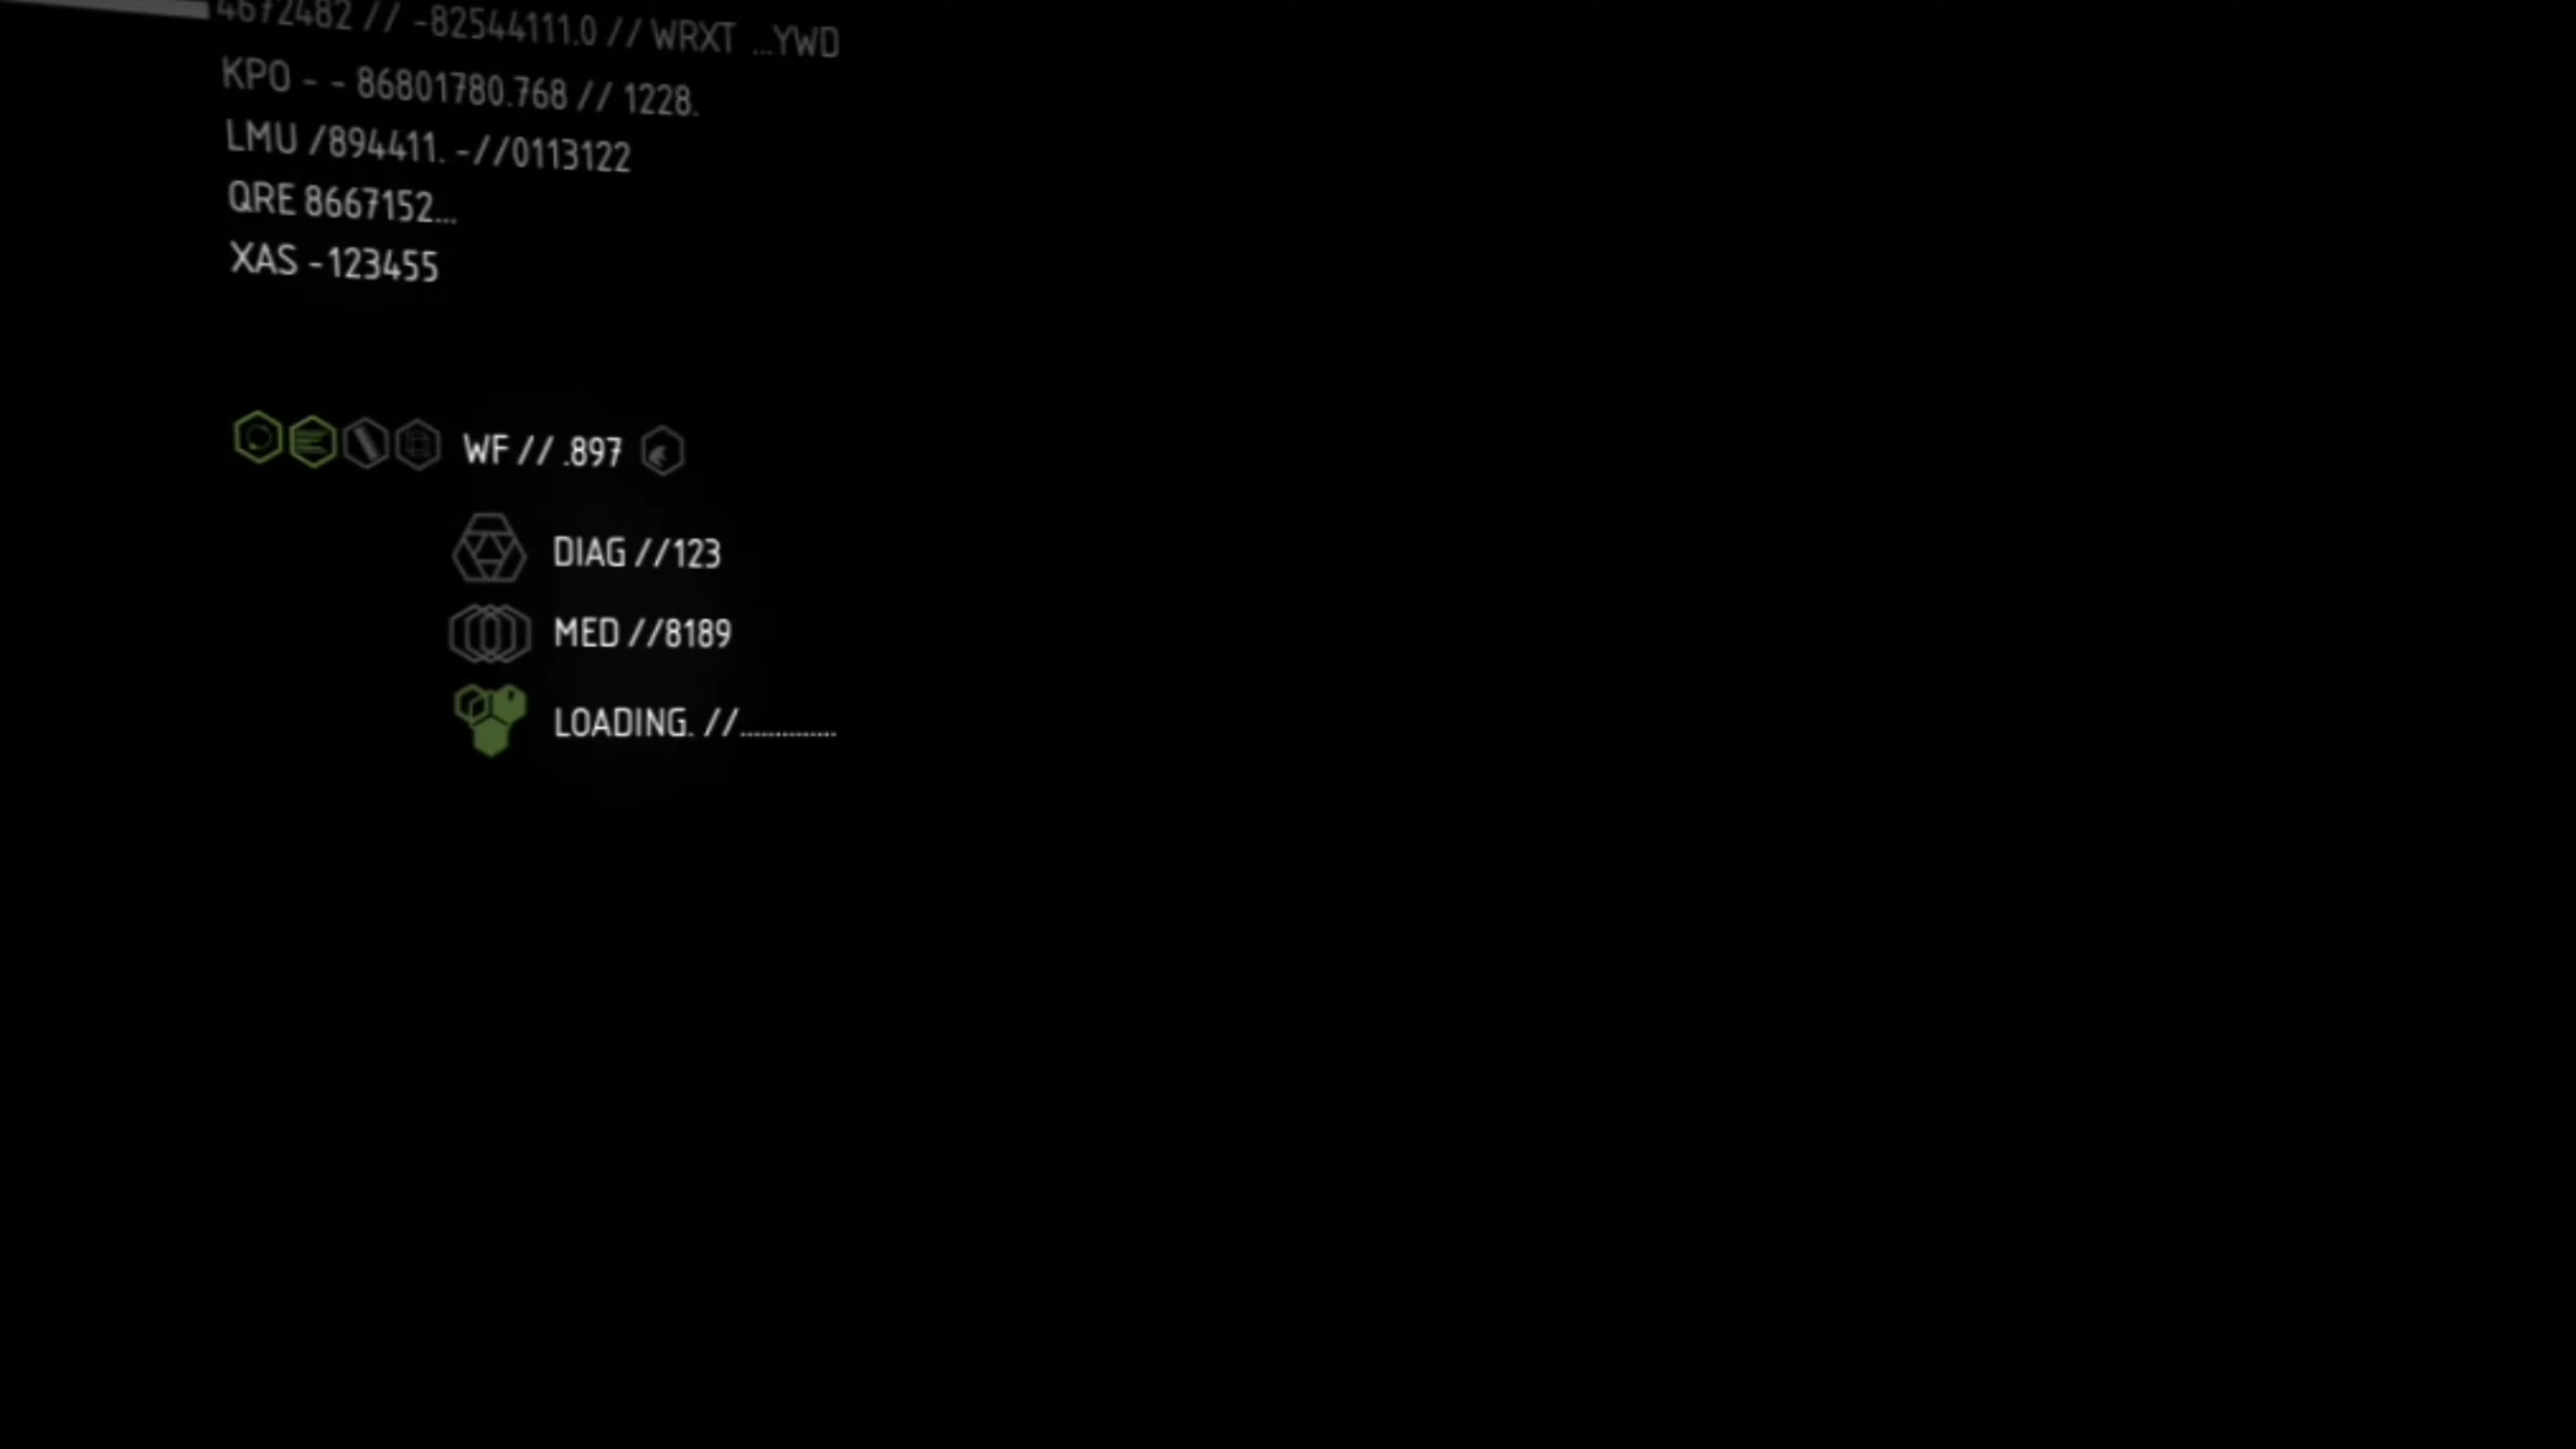 4672482 // -82544111.0 // WRXT ...YWD
KPO - - 86801780.768 // 1228.
LMU /894411. -//0113122
QRE 8667152...
XAS -123455
WF // .897
DIAG //123
MED //8189
LOADING. //..............